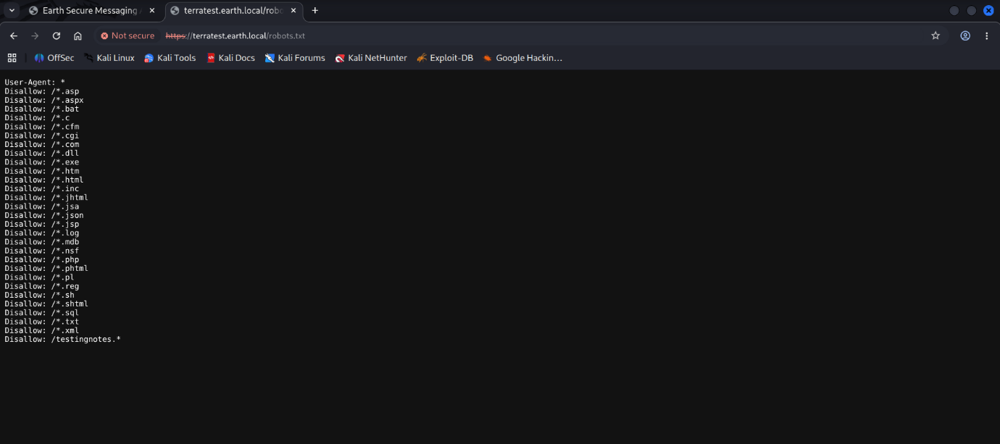 Earth Secure Messaging
terratest.earth.local/rob
Not secure
https://terratest.earth.local/robots.txt
OffSec
Kali Linux
Kali Tools
Kali Docs
Kali Forums
Kali NetHunter
Exploit-DB
Google Hackin…
User-Agent: *
Disallow: /*.asp
Disallow: /*.aspx
Disallow: /*.bat
Disallow: /*.c
Disallow: /*.cfm
Disallow: /*.cgi
Disallow: /*.com
Disallow: /*.dll
Disallow: /*.exe
Disallow: /*.htm
Disallow: /*.html
Disallow: /*.inc
Disallow: /*.jhtml
Disallow: /*.jsa
Disallow: /*.json
Disallow: /*.jsp
Disallow: /*.log
Disallow: /*.mdb
Disallow: /*.nsf
Disallow: /*.php
Disallow: /*.phtml
Disallow: /*.pl
Disallow: /*.reg
Disallow: /*.sh
Disallow: /*.shtml
Disallow: /*.sql
Disallow: /*.txt
Disallow: /*.xml
Disallow: /testingnotes.*